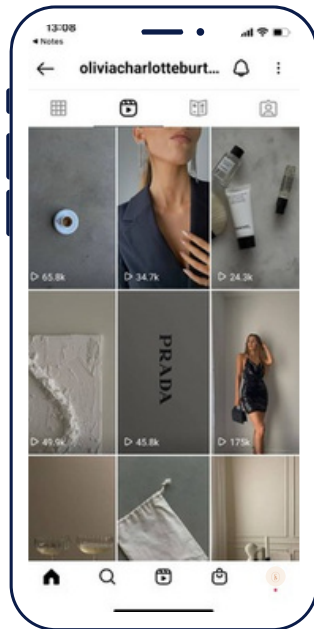 13:08
Notes
oliviacharlotteburt...
65.8k
34.7k
24.3k
49.9k
PRADA
45.8k
175k